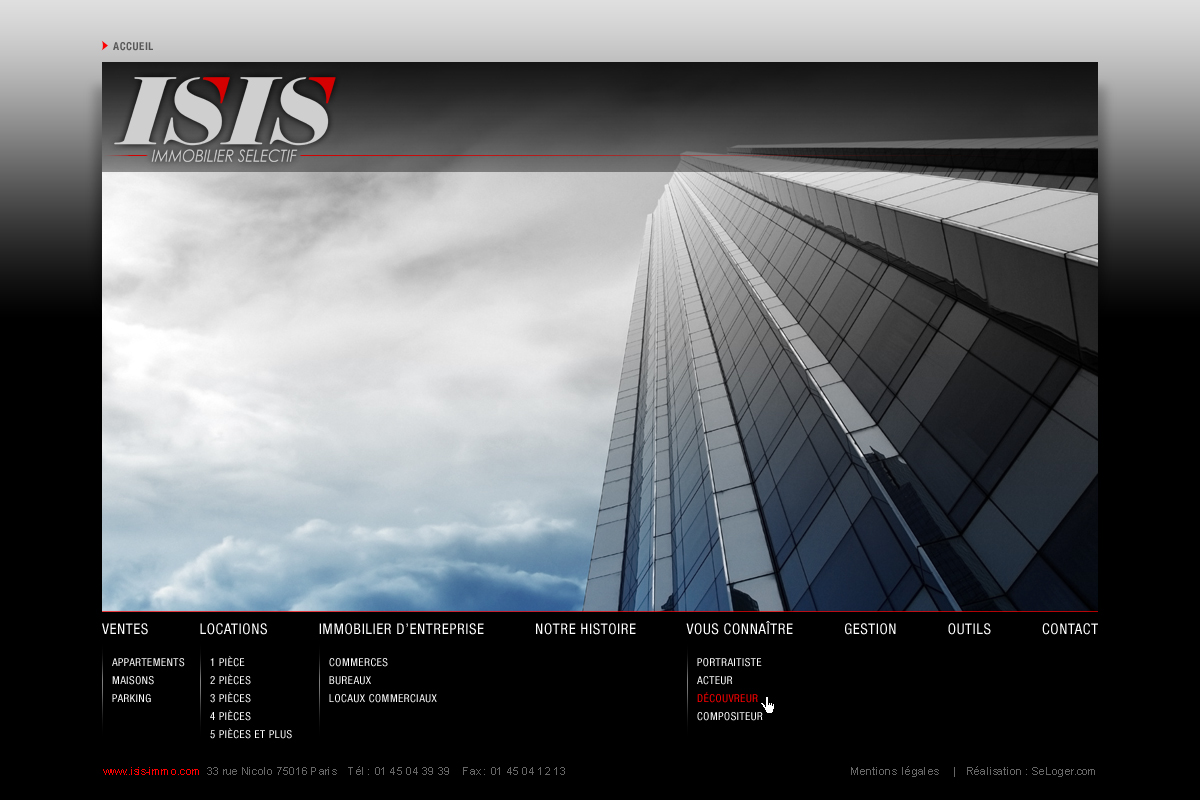 ACCUEIL
ISIS
IMMOBILIER SELECTIF
VENTES LOCATIONS IMMOBILIER D'ENTREPRISE NOTRE HISTOIRE VOUS CONNAÎTRE GESTION OUTILS CONTACT
APPARTEMENTS 1 PIÈCE COMMERCES PORTRAITISTE
MAISONS 2 PIÈCES BUREAUX ACTEUR
PARKING 3 PIÈCES LOCAUX COMMERCIAUX DÉCOUVREUR
4 PIÈCES COMPOSITEUR
5 PIÈCES ET PLUS
www.isis-immo.com 33 rue Nicolo 75016 Paris Tél : 01 45 04 39 39 Fax : 01 45 04 12 13 Mentions légales | Réalisation : SeLoger.com